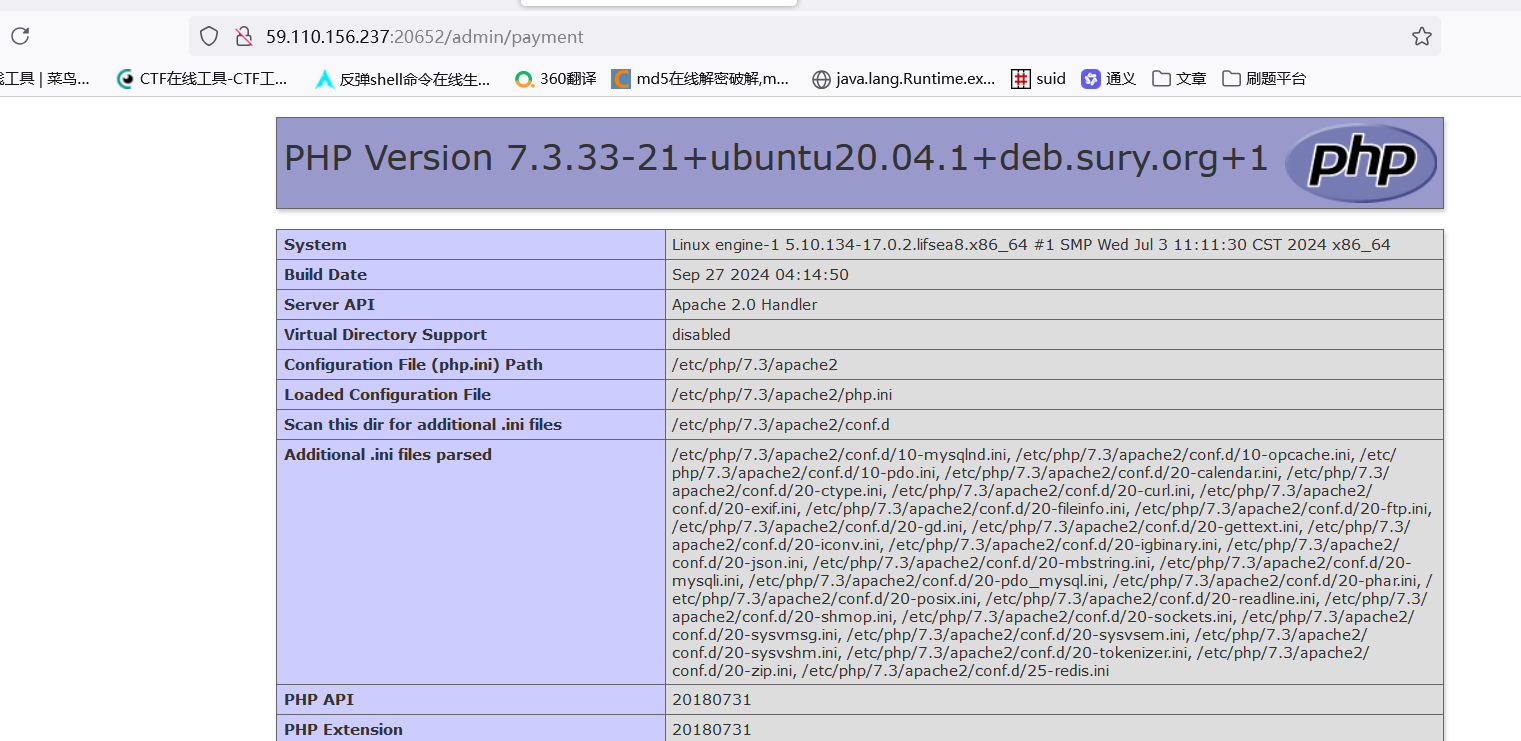 59.110.156.237:20652/admin/payment
戋工具 | 菜鸟... CTF在线工具-CTF工... 反弹shell命令在线生... 360翻译 md5在线解密破解,m... java.lang.Runtime.ex... suid 通义 文章 刷题平台
PHP Version 7.3.33-21+ubuntu20.04.1+deb.sury.org+1 php
System Linux engine-1 5.10.134-17.0.2.lifsea8.x86_64 #1 SMP Wed Jul 3 11:11:30 CST 2024 x86_64
Build Date Sep 27 2024 04:14:50
Server API Apache 2.0 Handler
Virtual Directory Support disabled
Configuration File (php.ini) Path /etc/php/7.3/apache2
Loaded Configuration File /etc/php/7.3/apache2/php.ini
Scan this dir for additional .ini files /etc/php/7.3/apache2/conf.d
Additional .ini files parsed /etc/php/7.3/apache2/conf.d/10-mysqlnd.ini, /etc/php/7.3/apache2/conf.d/10-opcache.ini, /etc/
php/7.3/apache2/conf.d/10-pdo.ini, /etc/php/7.3/apache2/conf.d/20-calendar.ini, /etc/php/7.3/
apache2/conf.d/20-ctype.ini, /etc/php/7.3/apache2/conf.d/20-curl.ini, /etc/php/7.3/apache2/
conf.d/20-exif.ini, /etc/php/7.3/apache2/conf.d/20-fileinfo.ini, /etc/php/7.3/apache2/conf.d/20-ftp.ini,
/etc/php/7.3/apache2/conf.d/20-gd.ini, /etc/php/7.3/apache2/conf.d/20-gettext.ini, /etc/php/7.3/
apache2/conf.d/20-iconv.ini, /etc/php/7.3/apache2/conf.d/20-igbinary.ini, /etc/php/7.3/apache2/
conf.d/20-json.ini, /etc/php/7.3/apache2/conf.d/20-mbstring.ini, /etc/php/7.3/apache2/conf.d/20-
mysqli.ini, /etc/php/7.3/apache2/conf.d/20-pdo_mysql.ini, /etc/php/7.3/apache2/conf.d/20-phar.ini, /
etc/php/7.3/apache2/conf.d/20-posix.ini, /etc/php/7.3/apache2/conf.d/20-readline.ini, /etc/php/7.3/
apache2/conf.d/20-shmop.ini, /etc/php/7.3/apache2/conf.d/20-sockets.ini, /etc/php/7.3/apache2/
conf.d/20-sysvmsg.ini, /etc/php/7.3/apache2/conf.d/20-sysvsem.ini, /etc/php/7.3/apache2/
conf.d/20-sysvshm.ini, /etc/php/7.3/apache2/conf.d/20-tokenizer.ini, /etc/php/7.3/apache2/
conf.d/20-zip.ini, /etc/php/7.3/apache2/conf.d/25-redis.ini
PHP API 20180731
PHP Extension 20180731